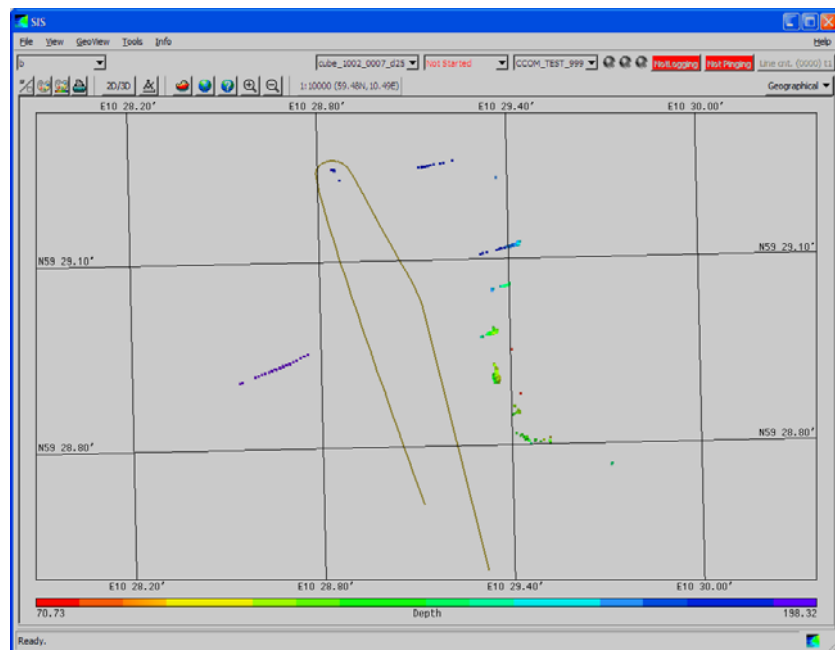 SIS
File View GeoView Tools Info Help
b cube_1002_0007_d25 Not Started CCOM_TEST_999 Not Logging Not Pinging Line cnt. (0000) t1
2D/3D 1:10000 (59.48N,10.49E) Geographical
E10 28.20' E10 28.80' E10 29.40' E10 30.00'
N59 29.10' N59 29.10'
N59 28.80' N59 28.80'
E10 28.20' E10 28.80' E10 29.40' E10 30.00'
70.73 Depth 198.32
Ready.